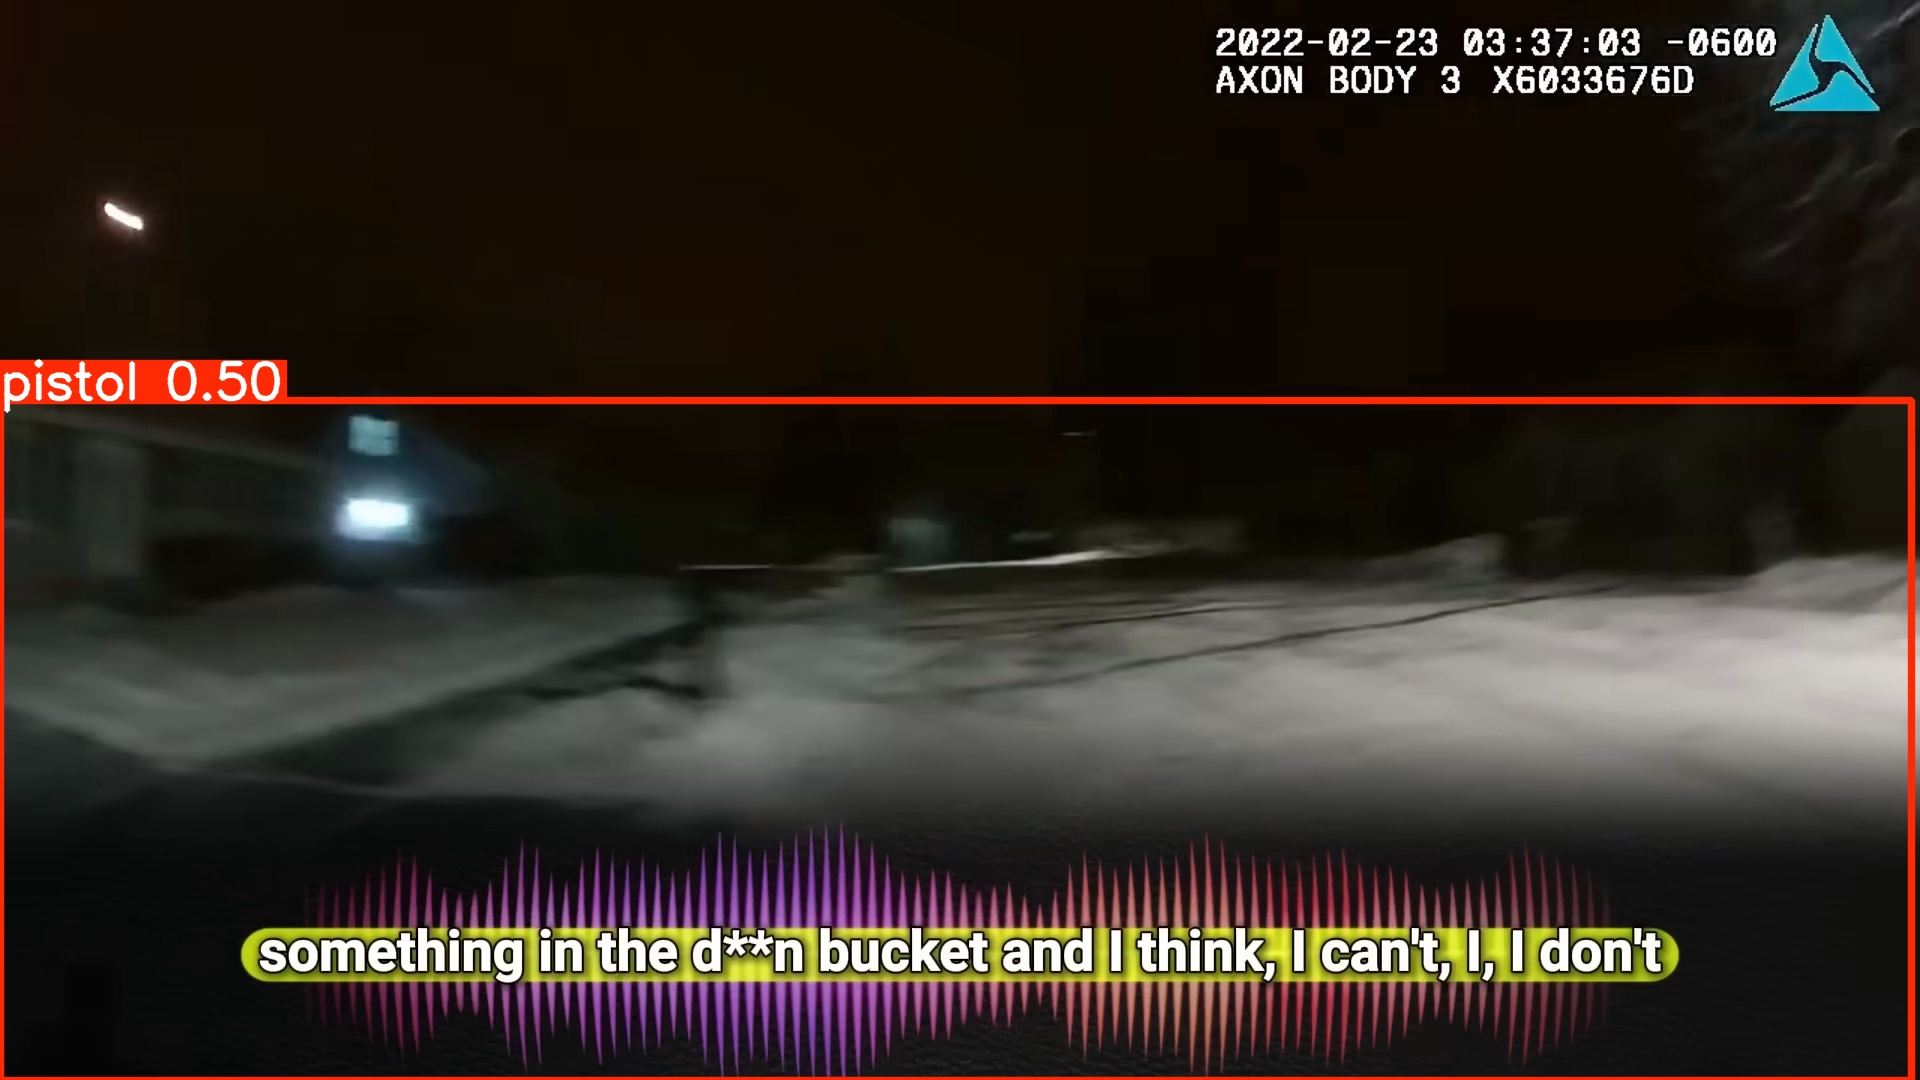 2022-02-23 03:37:03 -0600
AXON BODY 3 X6033676D
pistol 0.50
something in the d**n bucket and I think, I can't, I, I don't